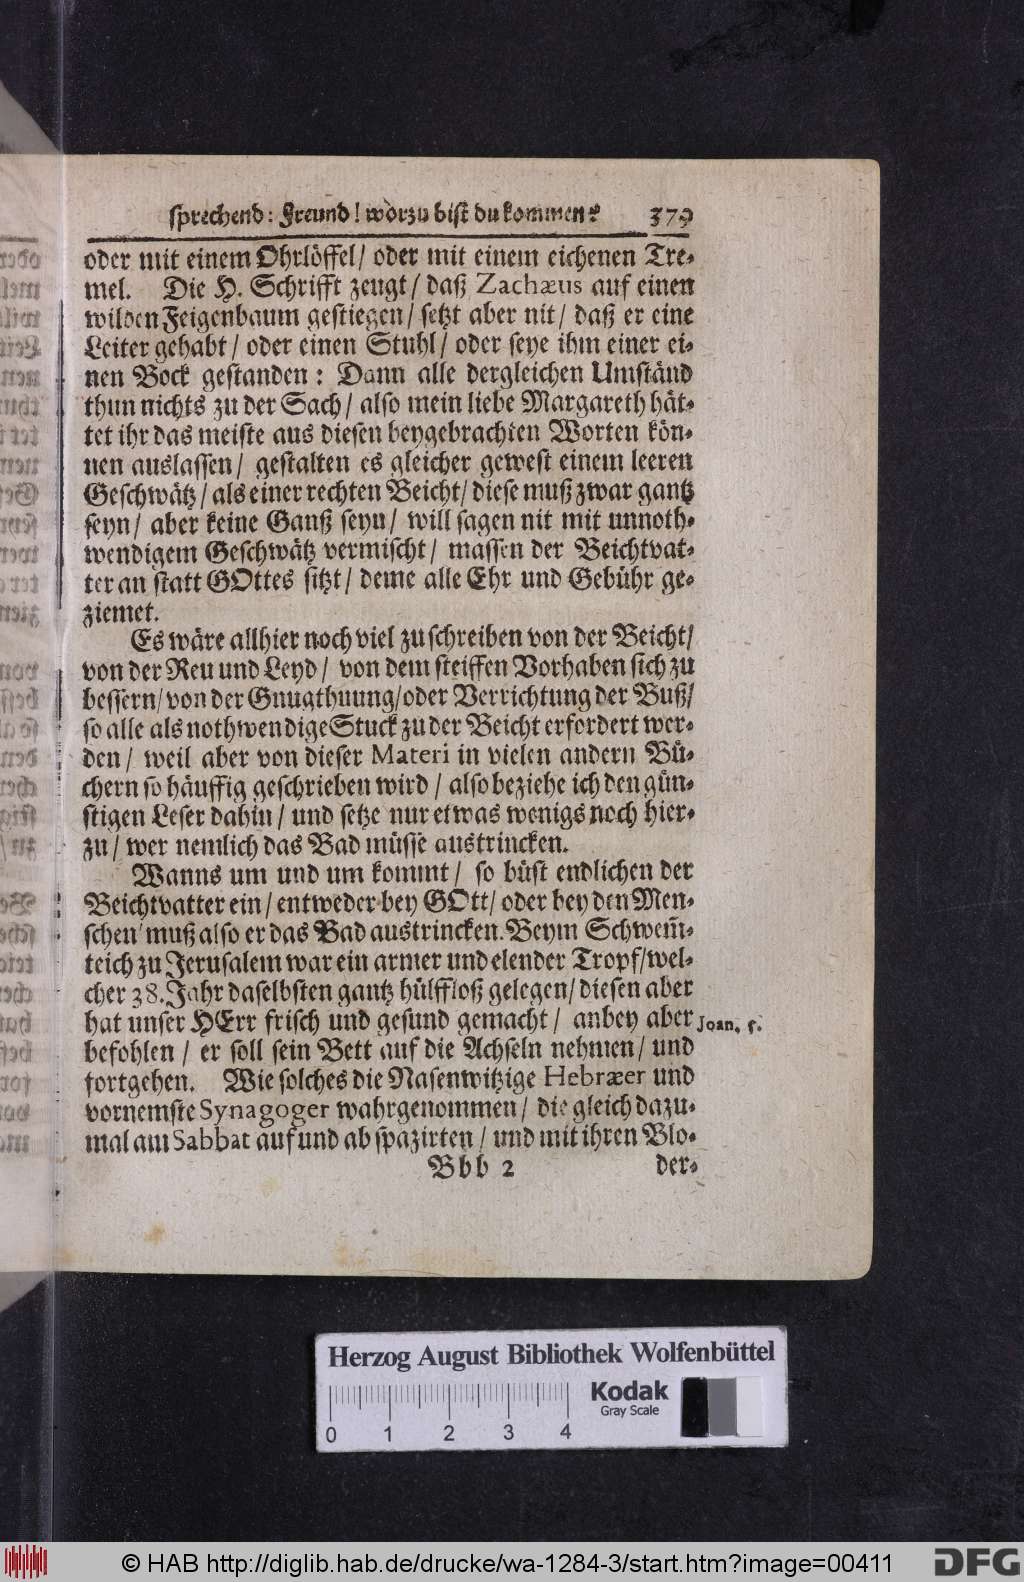 sprechend: Freund! worzu bist du kommen? 379
oder mit einem Ohrlöffel/ oder mit einem eichenen Tre-
mel. Die H. Schrifft zeugt/ daß Zachæus auf einen
wilden Feigenbaum gestiegen/ setzt aber nit/ daß er eine
Leiter gehabt/ oder einen Stuhl/ oder seye ihm einer ei-
nen Bock gestanden: Dann alle dergleichen Umständ
thun nichts zu der Sach/ also mein liebe Margareth hät-
tet ihr das meiste aus diesen beygebrachten Worten kön-
nen auslassen/ gestalten es gleicher gewest einem leeren
Geschwätz/ als einer rechten Beicht/ diese muß zwar gantz
seyn/ aber keine Ganß seyn/ will sagen nit mit unnoth-
wendigem Geschwätz vermischt/ massen der Beichtvat-
ter an statt GOttes sitzt/ deme alle Ehr und Gebühr ge-
ziemet.
Es wäre allhier noch viel zu schreiben von der Beicht/
von der Reu und Leyd/ von dem steiffen Vorhaben sich zu
bessern/ von der Gnugthuung/ oder Verrichtung der Buß/
so alle als nothwendige Stuck zu der Beicht erfordert wer-
den/ weil aber von dieser Materi in vielen andern Bü-
chern so häuffig geschrieben wird/ also beziehe ich den gün-
stigen Leser dahin/ und setze nur etwas wenigs noch hier-
zu/ wer nemlich das Bad müsse austrincken.
Wanns um und um kommt/ so büst endlichen der
Beichtvatter ein/ entweder bey GOtt/ oder bey den Men-
schen muß also er das Bad austrincken. Beym Schwem̃-
teich zu Jerusalem war ein armer und elender Tropf/ wel-
cher 38. Jahr daselbsten gantz hülffloß gelegen/ diesen aber
hat unser HErr frisch und gesund gemacht/ anbey aber Joan. 5.
befohlen/ er soll sein Bett auf die Achseln nehmen/ und
fortgehen. Wie solches die Nasenwitzige Hebræer und
vornemste Synagoger wahrgenommen/ die gleich dazu-
mal am Sabbat auf und ab spazirten/ und mit ihren Blo-
Bbb 2 der-
Herzog August Bibliothek Wolfenbüttel
Kodak
Gray Scale
0 1 2 3 4
© HAB http://diglib.hab.de/drucke/wa-1284-3/start.htm?image=00411
DFG